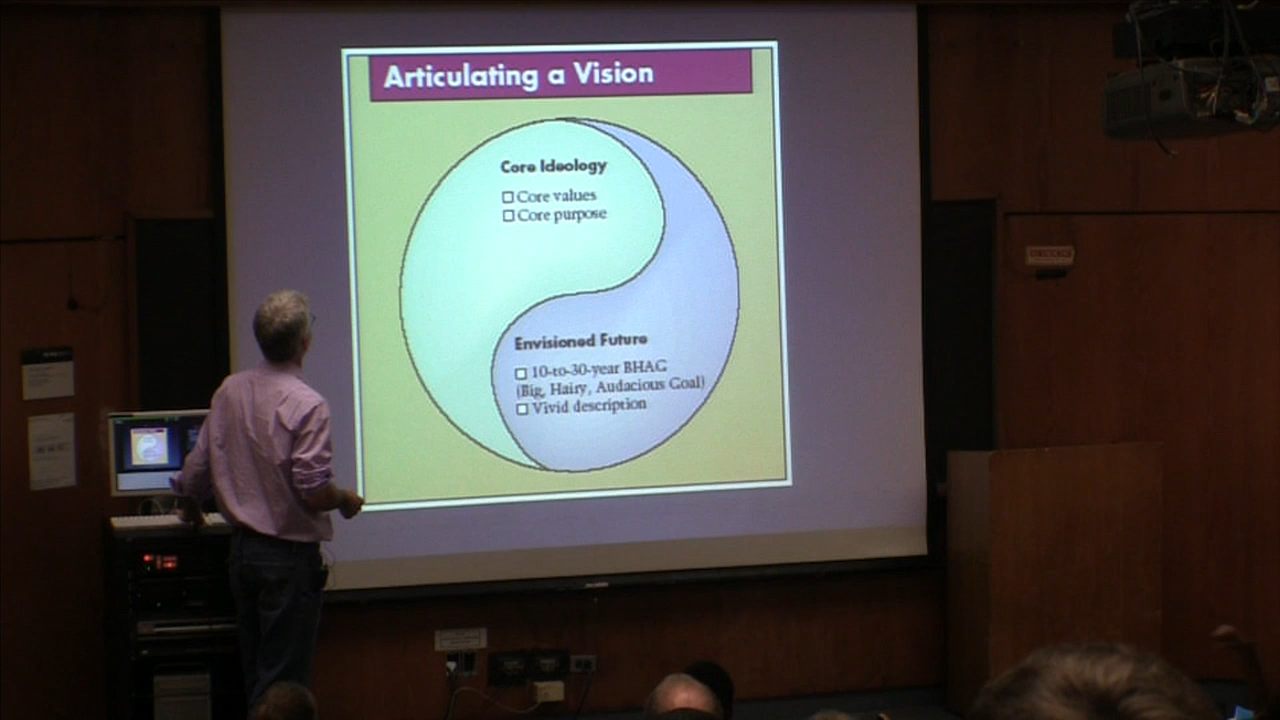 Articulating a Vision
Core Ideology
Core values
Core purpose
Envisioned Future
10-to-30-year BHAG
(Big, Hairy, Audacious Goal)
Vivid description